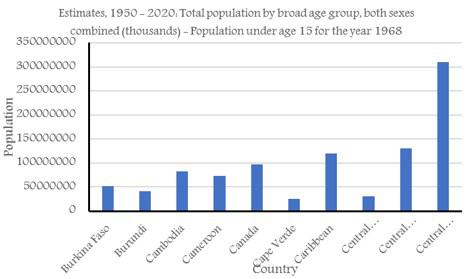 Estimates, 1950 - 2020: Total population by broad age group, both sexes
combined (thousands) - Population under age 15 for the year 1968
350000000
300000000
250000000
200000000
150000000
100000000
50000000
0
Population
Burkina Faso
Burundi
Cambodia
Cameroon
Canada
Cape Verde
Caribbean
Central...
Central...
Central...
Country